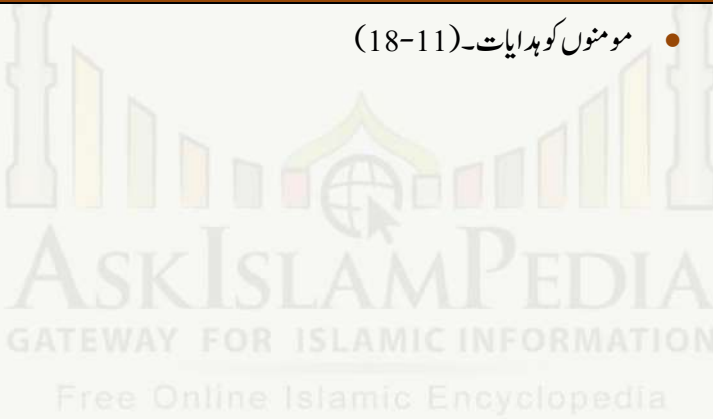 • مومنوں کو ہدایات۔(11-18)
ASKISLAMPEDIA
GATEWAY FOR ISLAMIC INFORMATION
Free Online Islamic Encyclopedia